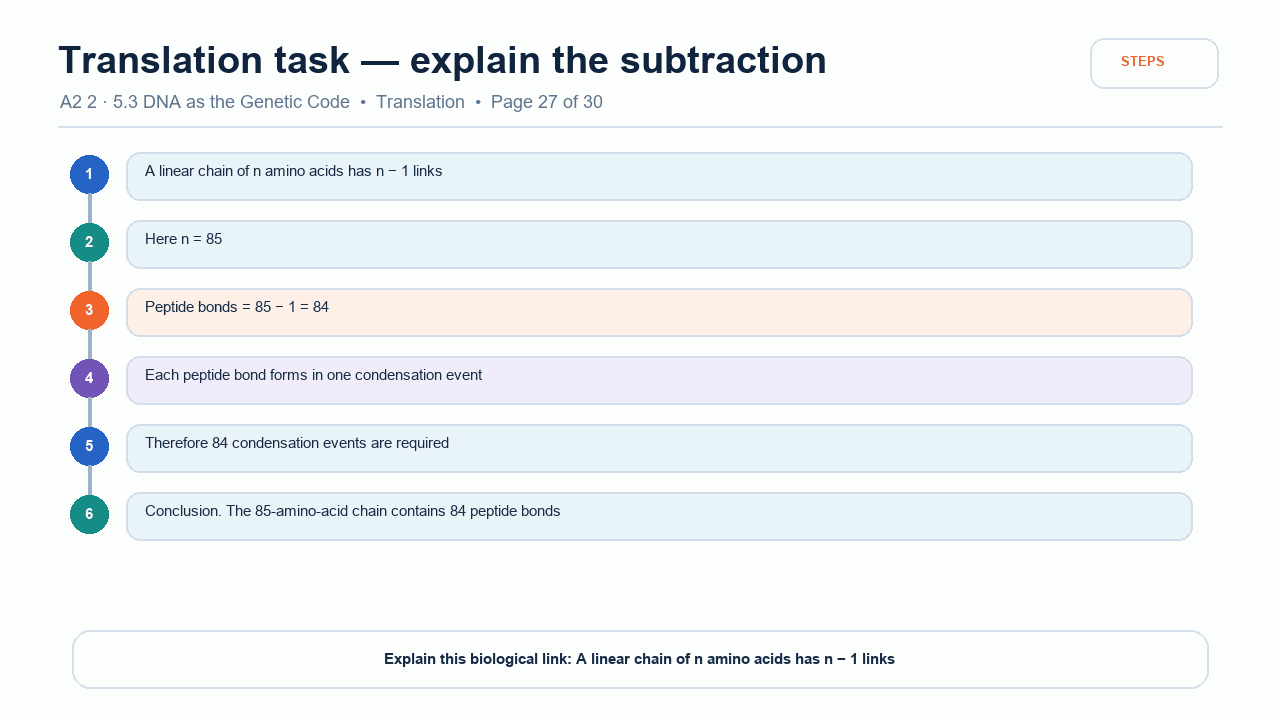 Translation task — explain the subtraction
STEPS
A2 2 · 5.3 DNA as the Genetic Code • Translation • Page 27 of 30
1
A linear chain of n amino acids has n − 1 links
2
Here n = 85
3
Peptide bonds = 85 − 1 = 84
4
Each peptide bond forms in one condensation event
5
Therefore 84 condensation events are required
6
Conclusion. The 85-amino-acid chain contains 84 peptide bonds
Explain this biological link: A linear chain of n amino acids has n − 1 links